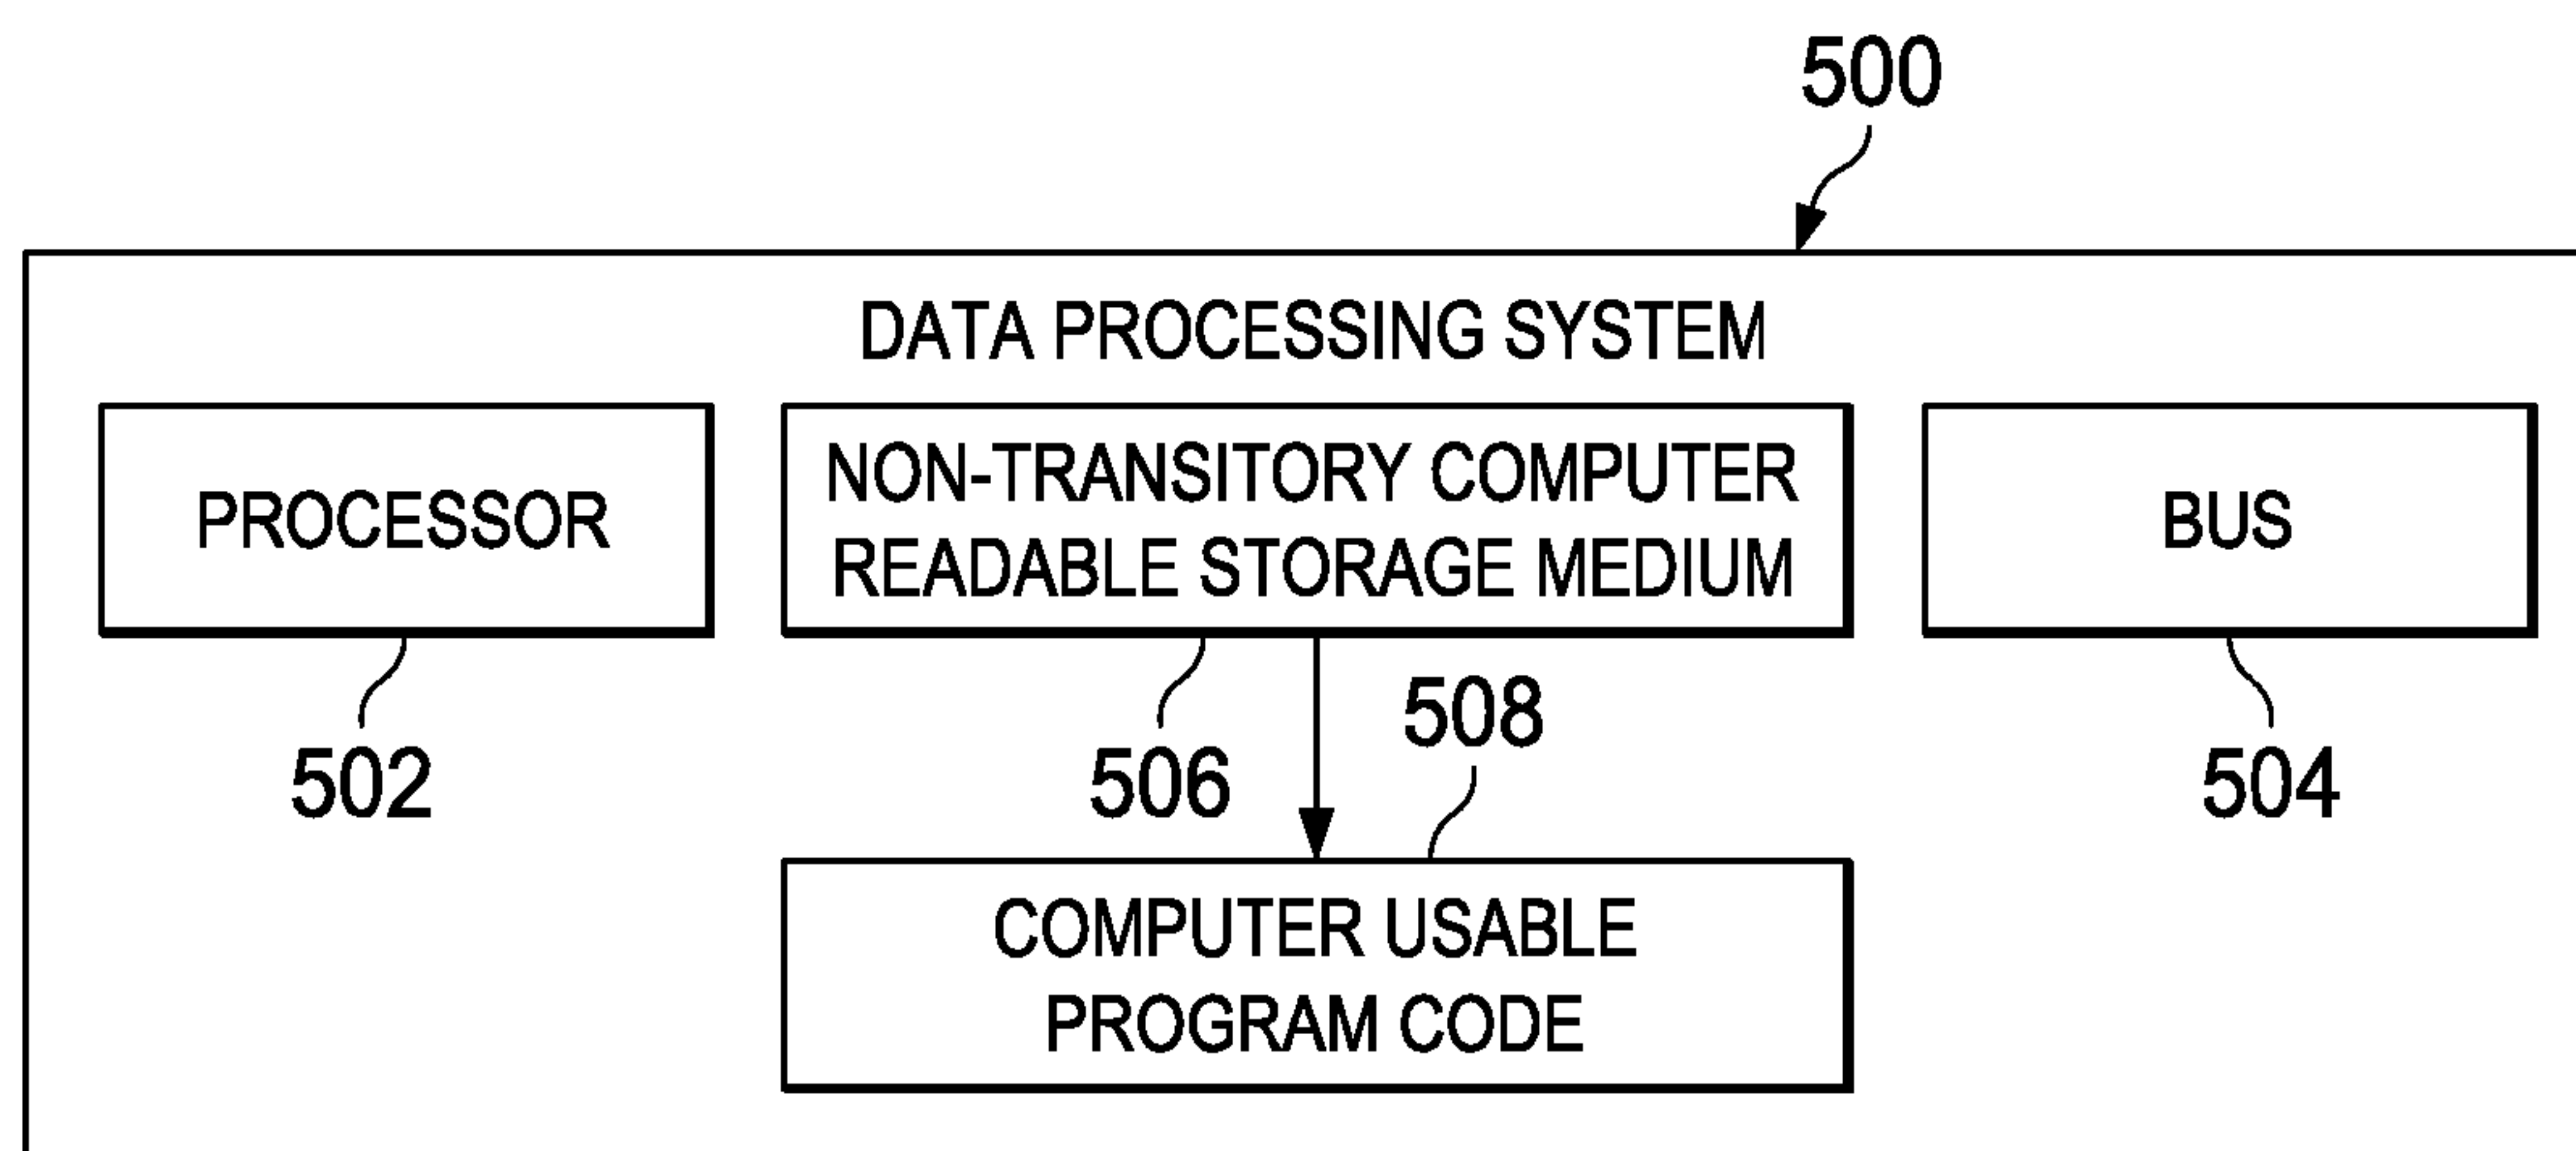 500
DATA PROCESSING SYSTEM
PROCESSOR
NON-TRANSITORY COMPUTER
READABLE STORAGE MEDIUM
BUS
502
506
508
504
COMPUTER USABLE
PROGRAM CODE